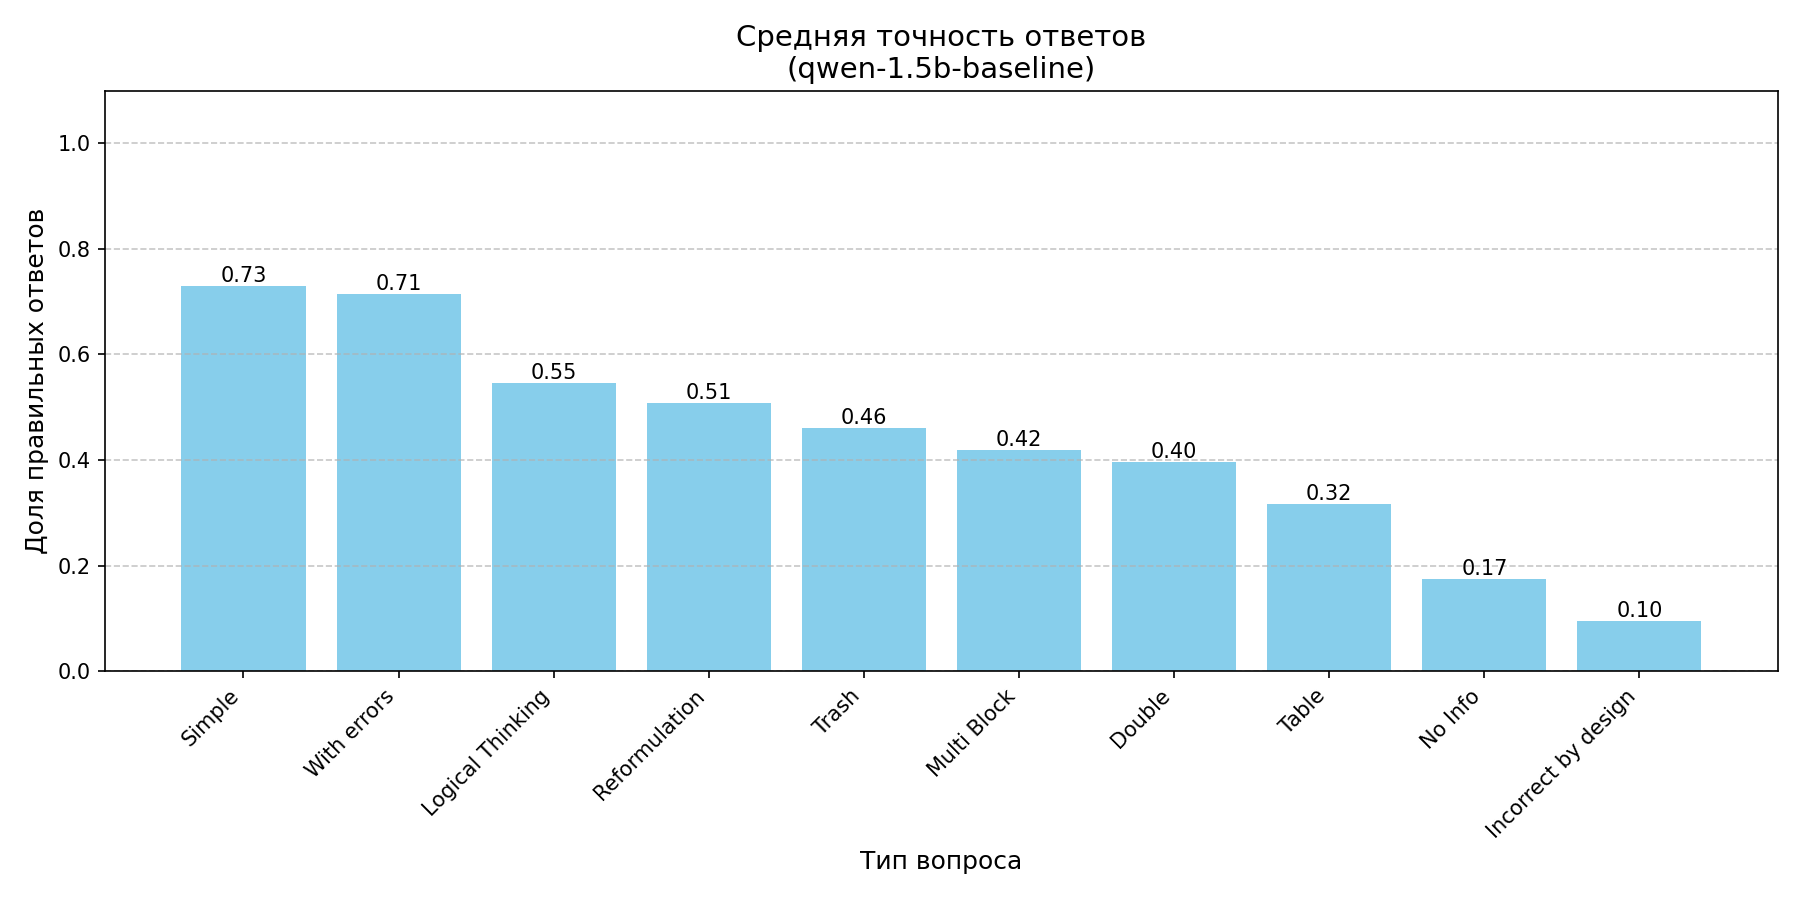 Средняя точность ответов
(qwen-1.5b-baseline)
Доля правильных ответов
1.0
0.8
0.6
0.4
0.2
0.0
0.73
0.71
0.55
0.51
0.46
0.42
0.40
0.32
0.17
0.10
Simple
With errors
Logical Thinking
Reformulation
Trash
Multi Block
Double
Table
No Info
Incorrect by design
Тип вопроса